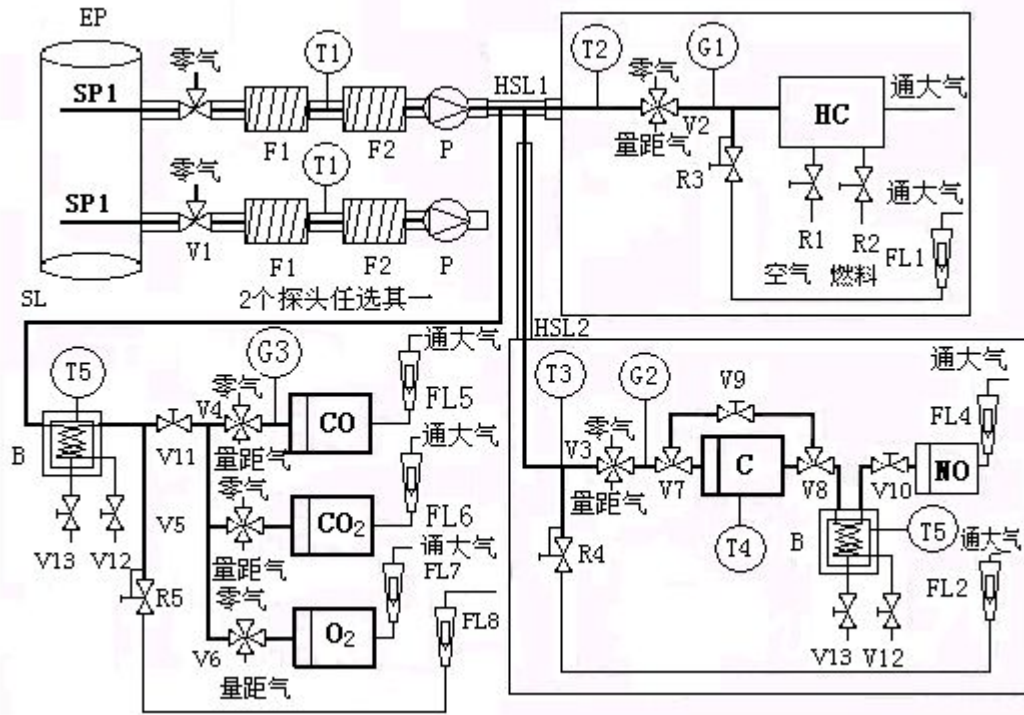 EP
零气
T1
SP1
F1
F2
P
HSL1
零气
T1
SP1
V1
F1
F2
P
SL
2个探头任选其一
T2
G1
零气
V2
量距气
HC
通大气
R3
R1
R2
空气
燃料
通大气
FL1
HSL2
T5
B
V13
V12
V11
R5
V4
零气
G3
量距气
CO
通大气
FL5
V5
零气
量距气
CO2
通大气
FL6
V6
零气
量距气
O2
通大气
FL7
FL8
T3
G2
V9
通大气
FL4
V3
零气
量距气
V7
C
V8
V10
NO
T4
R4
B
T5
通大气
FL2
V13
V12